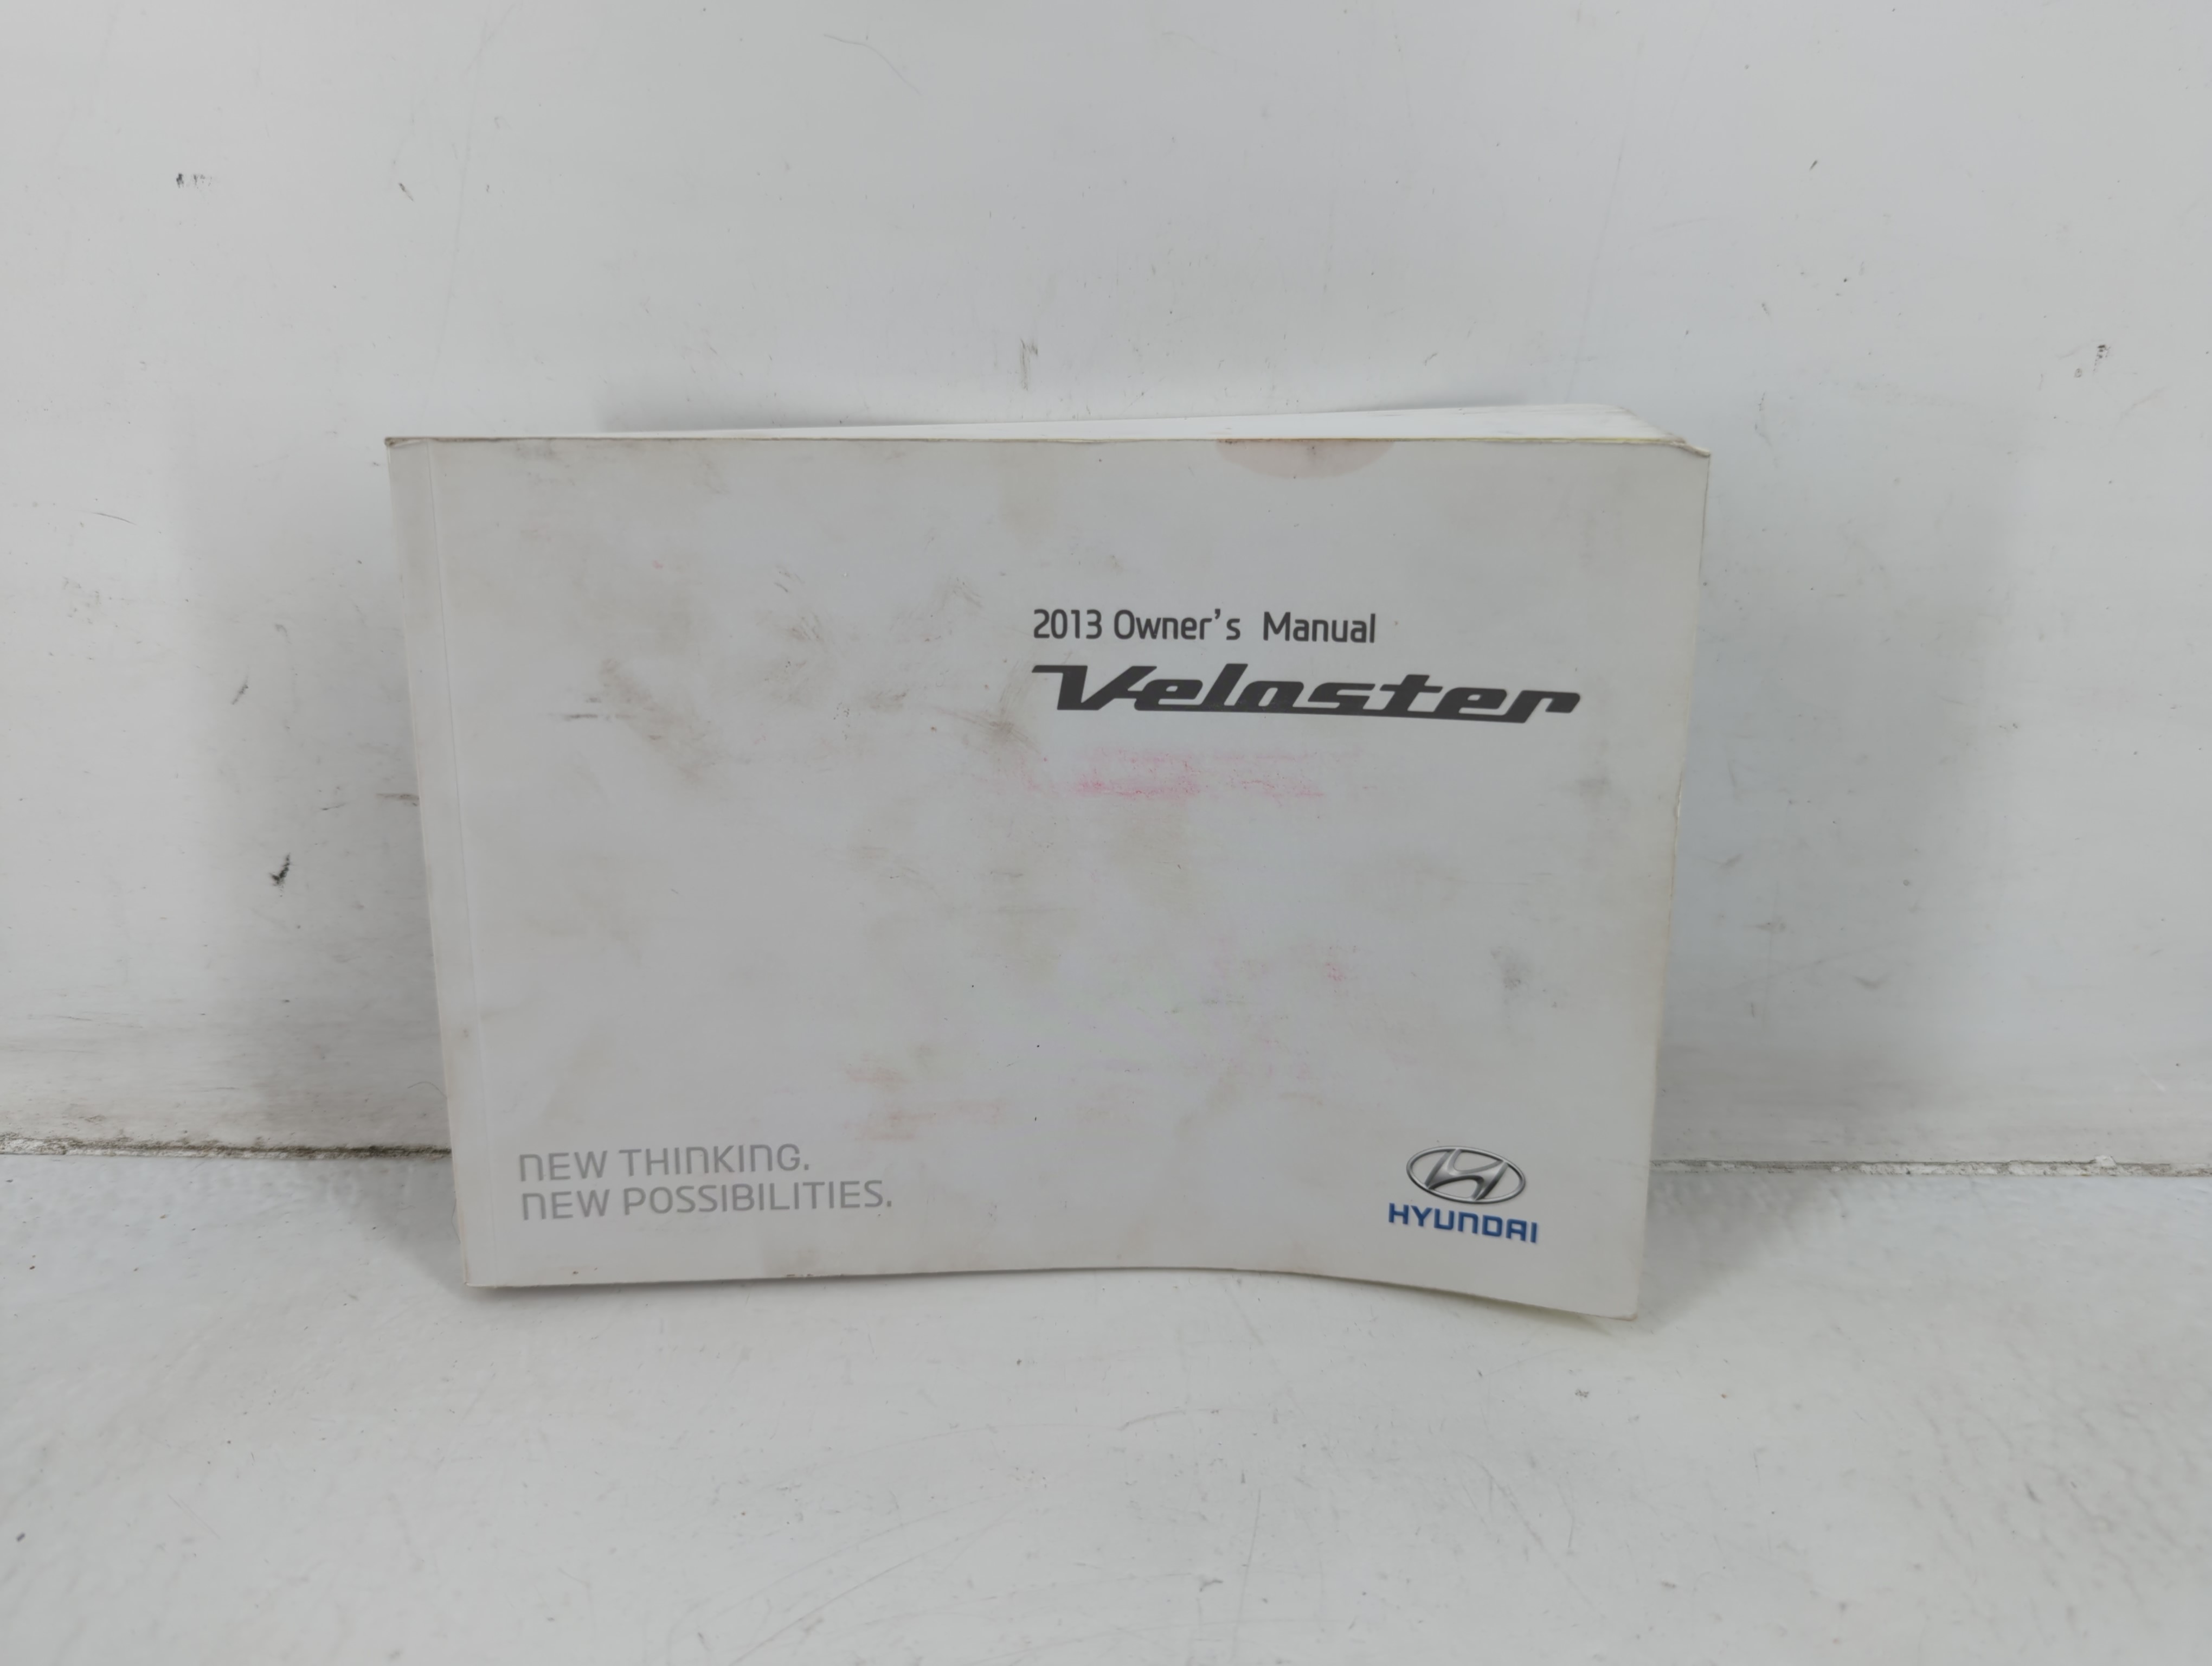 2013 Owner's Manual
Veloster
NEW THINKING.
NEW POSSIBILITIES.
HYUNDAI